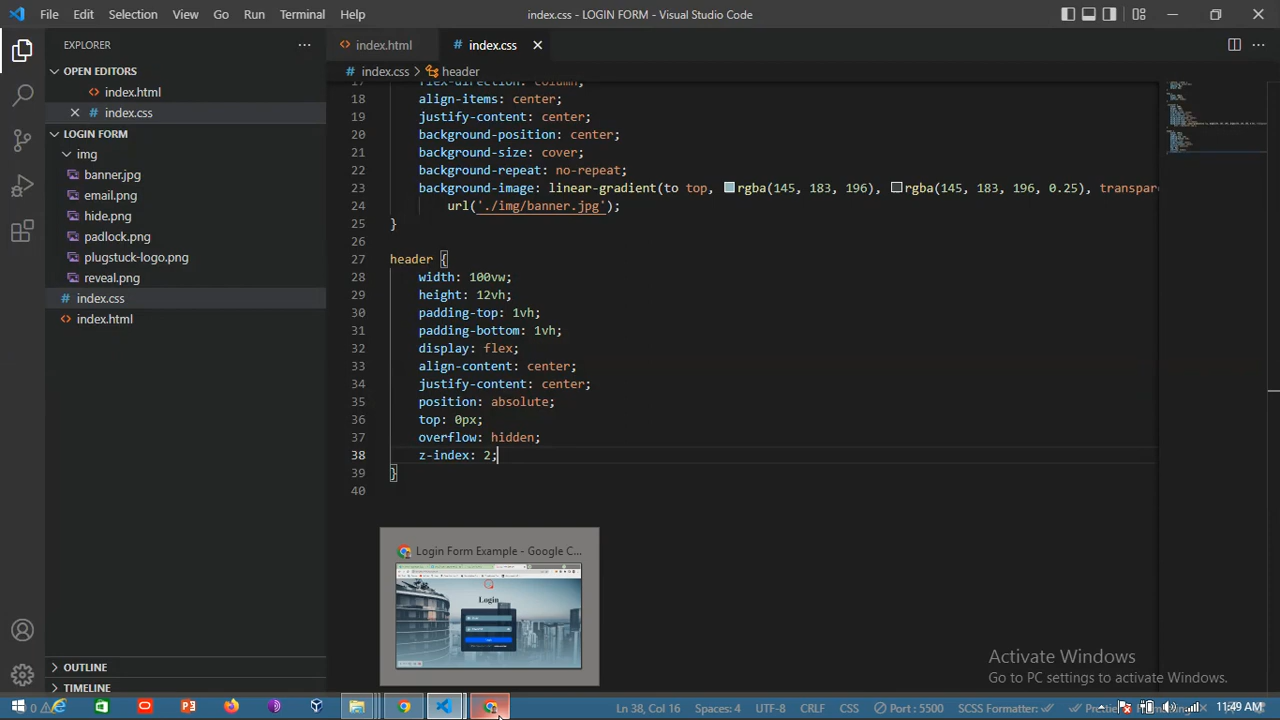 File Edit Selection View Go Run Terminal Help index.css - LOGIN FORM - Visual Studio Code
EXPLORER
index.html index.css
OPEN EDITORS
index.css > header
index.html
index.css
LOGIN FORM
img
banner.jpg
email.png
hide.png
padlock.png
plugstuck-logo.png
reveal.png
index.css
index.html
OUTLINE
TIMELINE
17 flex-direction: column;
18 align-items: center;
19 justify-content: center;
20 background-position: center;
21 background-size: cover;
22 background-repeat: no-repeat;
23 background-image: linear-gradient(to top, rgba(145, 183, 196), rgba(145, 183, 196, 0.25), transpare
24 url('./img/banner.jpg');
25 }
26
27 header {
28 width: 100vw;
29 height: 12vh;
30 padding-top: 1vh;
31 padding-bottom: 1vh;
32 display: flex;
33 align-content: center;
34 justify-content: center;
35 position: absolute;
36 top: 0px;
37 overflow: hidden;
38 z-index: 2;
39 }
40
Login Form Example - Google C...
Login
Activate Windows
Go to PC settings to activate Windows.
0 Ln 38, Col 16 Spaces: 4 UTF-8 CRLF CSS Port : 5500 SCSS Formatter: 11:49 AM